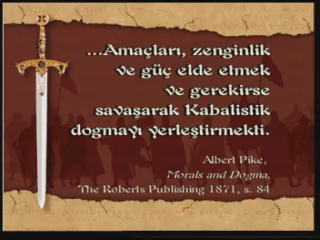 ...Amaçları, zenginlik
ve güç elde etmek
ve gerekirse
savaşarak Kabalistik
dogmayı yerleştirmekti.
Albert Pike,
Morals and Dogma,
The Roberts Publishing 1871, s. 84